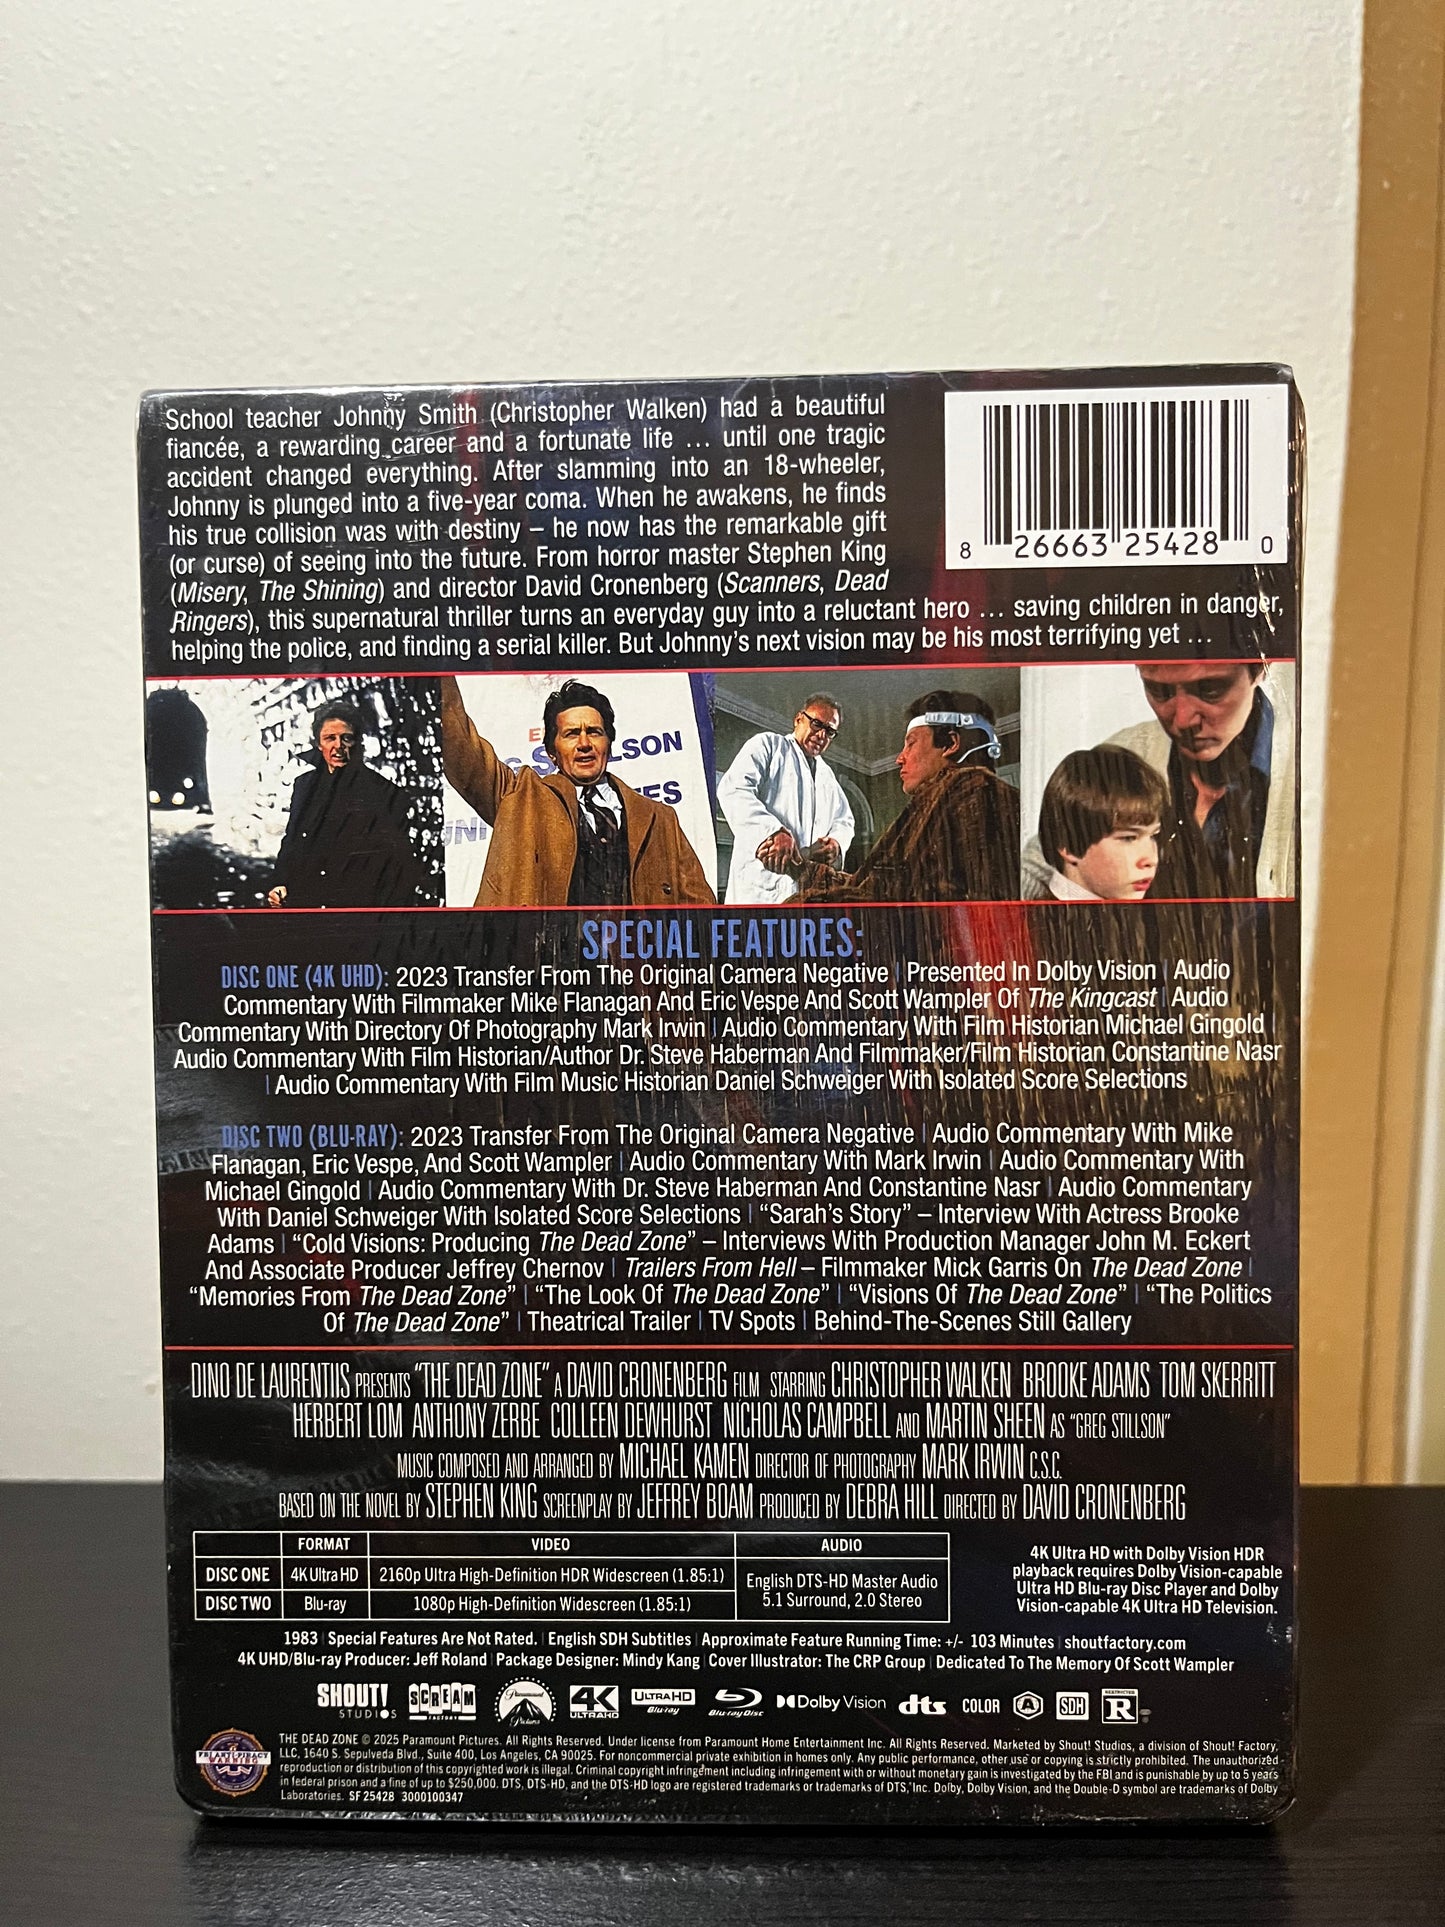 School teacher Johnny Smith (Christopher Walken) had a beautiful
fiancée, a rewarding career and a fortunate life … until one tragic
accident changed everything. After slamming into an 18-wheeler,
Johnny is plunged into a five-year coma. When he awakens, he finds
his true collision was with destiny – he now has the remarkable gift
(or curse) of seeing into the future. From horror master Stephen King
(Misery, The Shining) and director David Cronenberg (Scanners, Dead
Ringers), this supernatural thriller turns an everyday guy into a reluctant hero … saving children in danger,
helping the police, and finding a serial killer. But Johnny's next vision may be his most terrifying yet …
8 26663 25428 0
SPECIAL FEATURES:
DISC ONE (4K UHD): 2023 Transfer From The Original Camera Negative | Presented In Dolby Vision | Audio
Commentary With Filmmaker Mike Flanagan And Eric Vespe And Scott Wampler Of The Kingcast | Audio
Commentary With Directory Of Photography Mark Irwin | Audio Commentary With Film Historian Michael Gingold |
Audio Commentary With Film Historian/Author Dr. Steve Haberman And Filmmaker/Film Historian Constantine Nasr
| Audio Commentary With Film Music Historian Daniel Schweiger With Isolated Score Selections
DISC TWO (BLU-RAY): 2023 Transfer From The Original Camera Negative | Audio Commentary With Mike
Flanagan, Eric Vespe, And Scott Wampler | Audio Commentary With Mark Irwin | Audio Commentary With
Michael Gingold | Audio Commentary With Dr. Steve Haberman And Constantine Nasr | Audio Commentary
With Daniel Schweiger With Isolated Score Selections | "Sarah's Story" – Interview With Actress Brooke
Adams | "Cold Visions: Producing The Dead Zone" – Interviews With Production Manager John M. Eckert
And Associate Producer Jeffrey Chernov | Trailers From Hell – Filmmaker Mick Garris On The Dead Zone |
"Memories From The Dead Zone" | "The Look Of The Dead Zone" | "Visions Of The Dead Zone" | "The Politics
Of The Dead Zone" | Theatrical Trailer | TV Spots | Behind-The-Scenes Still Gallery
DINO DE LAURENTIIS PRESENTS "THE DEAD ZONE" A DAVID CRONENBERG FILM STARRING CHRISTOPHER WALKEN BROOKE ADAMS TOM SKERRITT
HERBERT LOM ANTHONY ZERBE COLLEEN DEWHURST NICHOLAS CAMPBELL AND MARTIN SHEEN AS "GREG STILLSON"
MUSIC COMPOSED AND ARRANGED BY MICHAEL KAMEN DIRECTOR OF PHOTOGRAPHY MARK IRWIN C.S.C.
BASED ON THE NOVEL BY STEPHEN KING SCREENPLAY BY JEFFREY BOAM PRODUCED BY DEBRA HILL DIRECTED BY DAVID CRONENBERG
FORMAT VIDEO AUDIO
DISC ONE 4K Ultra HD 2160p Ultra High-Definition HDR Widescreen (1.85:1) English DTS-HD Master Audio
DISC TWO Blu-ray 1080p High-Definition Widescreen (1.85:1) 5.1 Surround, 2.0 Stereo
4K Ultra HD with Dolby Vision HDR
playback requires Dolby Vision-capable
Ultra HD Blu-ray Disc Player and Dolby
Vision-capable 4K Ultra HD Television.
1983 | Special Features Are Not Rated. | English SDH Subtitles | Approximate Feature Running Time: +/- 103 Minutes | shoutfactory.com
4K UHD/Blu-ray Producer: Jeff Roland | Package Designer: Mindy Kang | Cover Illustrator: The CRP Group | Dedicated To The Memory Of Scott Wampler
SHOUT! STUDIOS SCREAM FACTORY Paramount Pictures 4K ULTRAHD ULTRA HD Blu-ray Blu-ray Disc Dolby Vision dts COLOR A SDH RESTRICTED R
FBI ANTI-PIRACY WARNING
THE DEAD ZONE © 2025 Paramount Pictures. All Rights Reserved. Under license from Paramount Home Entertainment Inc. All Rights Reserved. Marketed by Shout! Studios, a division of Shout! Factory,
LLC, 1640 S. Sepulveda Blvd., Suite 400, Los Angeles, CA 90025. For noncommercial private exhibition in homes only. Any public performance, other use or copying is strictly prohibited. The unauthorized
reproduction or distribution of this copyrighted work is illegal. Criminal copyright infringement including infringement with or without monetary gain is investigated by the FBI and is punishable by up to 5 years
in federal prison and a fine of up to $250,000. DTS, DTS-HD, and the DTS-HD logo are registered trademarks or trademarks of DTS, Inc. Dolby, Dolby Vision, and the Double-D symbol are trademarks of Dolby
Laboratories. SF 25428 3000100347